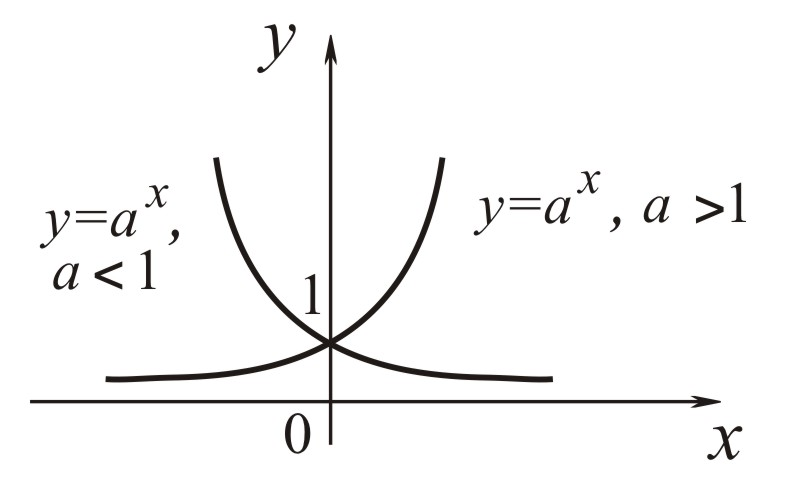 y
y=a^x,
a < 1
y=a^x, a >1
1
0
x